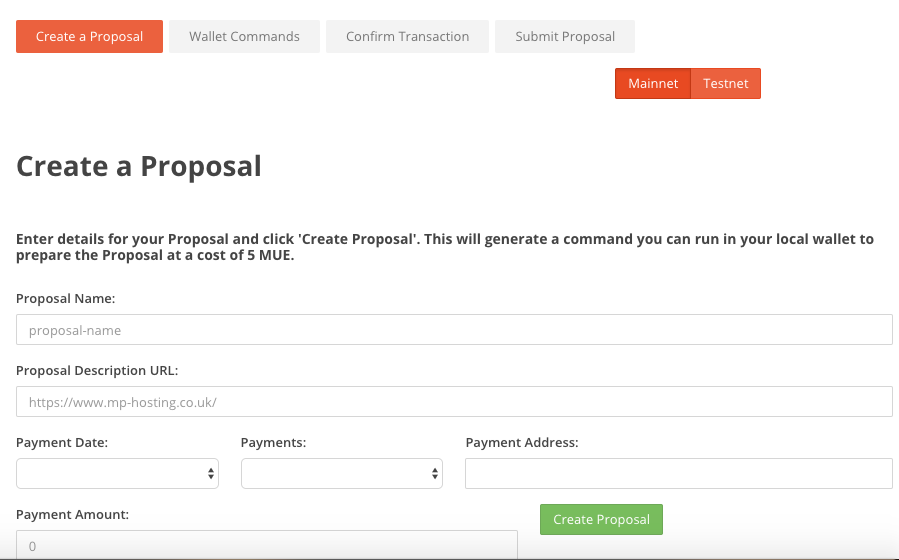 Create a Proposal Wallet Commands Confirm Transaction Submit Proposal
Mainnet Testnet
Create a Proposal
Enter details for your Proposal and click 'Create Proposal'. This will generate a command you can run in your local wallet to
prepare the Proposal at a cost of 5 MUE.
Proposal Name:
proposal-name
Proposal Description URL:
https://www.mp-hosting.co.uk/
Payment Date: Payments: Payment Address:
Payment Amount:
Create Proposal
0